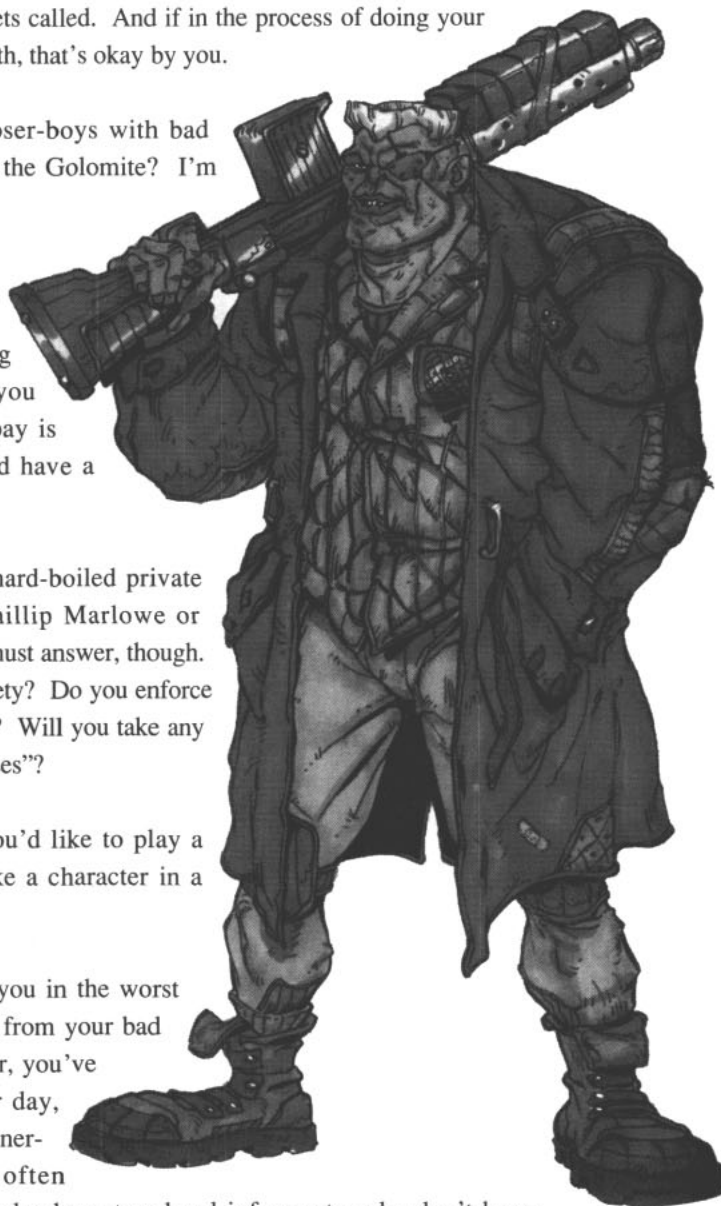 ets called. And if in the process of doing your
th, that's okay by you.
oser-boys with bad
the Golomite? I'm
g
you
pay is
d have a
hard-boiled private
hillip Marlowe or
must answer, though.
ety? Do you enforce
? Will you take any
es"?
ou'd like to play a
ke a character in a
you in the worst
from your bad
r, you've
r day,
ner-
often